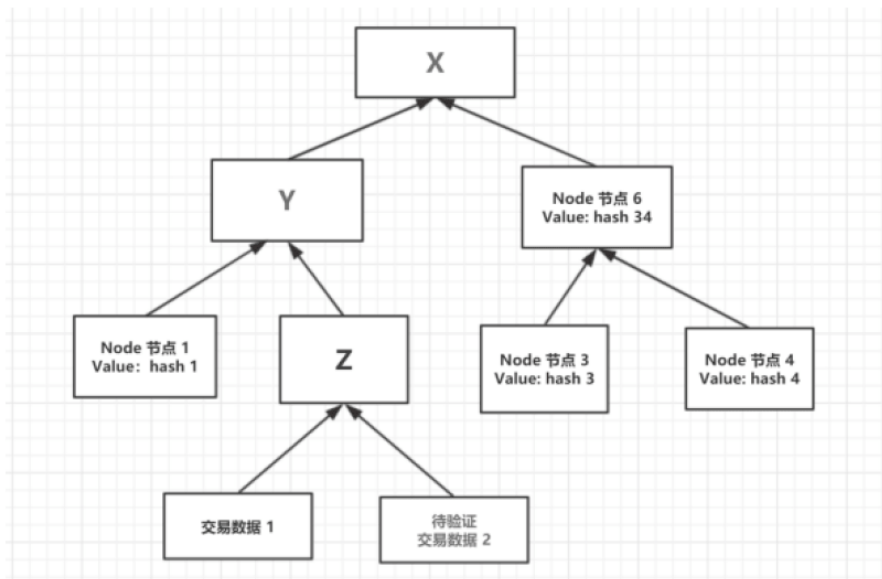 X
Y
Node 节点 6
Value: hash 34
Node 节点 1
Value：hash 1
Z
Node 节点 3
Value: hash 3
Node 节点 4
Value: hash 4
交易数据 1
待验证
交易数据 2